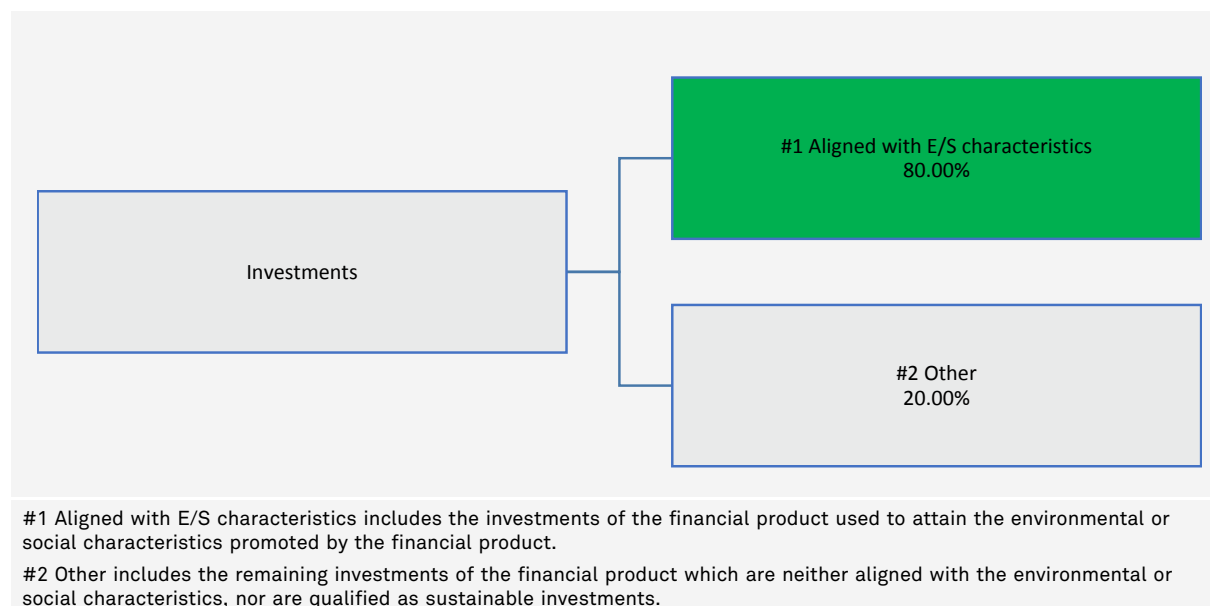 #1 Aligned with E/S characteristics
80.00%
Investments
#2 Other
20.00%
#1 Aligned with E/S characteristics includes the investments of the financial product used to attain the environmental or
social characteristics promoted by the financial product.
#2 Other includes the remaining investments of the financial product which are neither aligned with the environmental or
social characteristics, nor are qualified as sustainable investments.